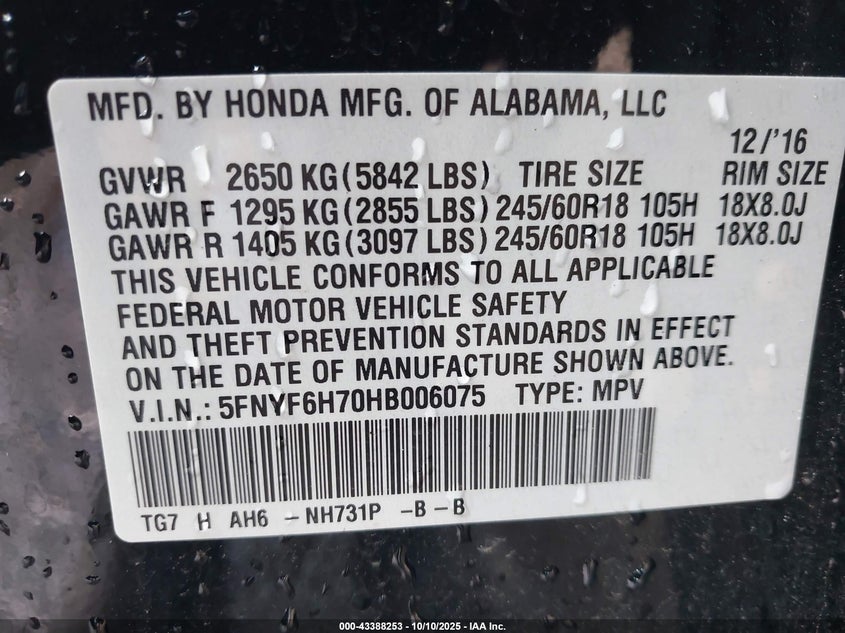 MFD. BY HONDA MFG. OF ALABAMA, LLC
12/'16
GVWR 2650 KG(5842 LBS) TIRE SIZE RIM SIZE
GAWR F 1295 KG(2855 LBS) 245/60R18 105H 18X8.0J
GAWR R 1405 KG(3097 LBS) 245/60R18 105H 18X8.0J
THIS VEHICLE CONFORMS TO ALL APPLICABLE
FEDERAL MOTOR VEHICLE SAFETY
AND THEFT PREVENTION STANDARDS IN EFFECT
ON THE DATE OF MANUFACTURE SHOWN ABOVE.
V.I.N.: 5FNYF6H70HB006075 TYPE: MPV
TG7 H AH6 -NH731P -B-B
000-43388253 - 10/10/2025 - IAA Inc.